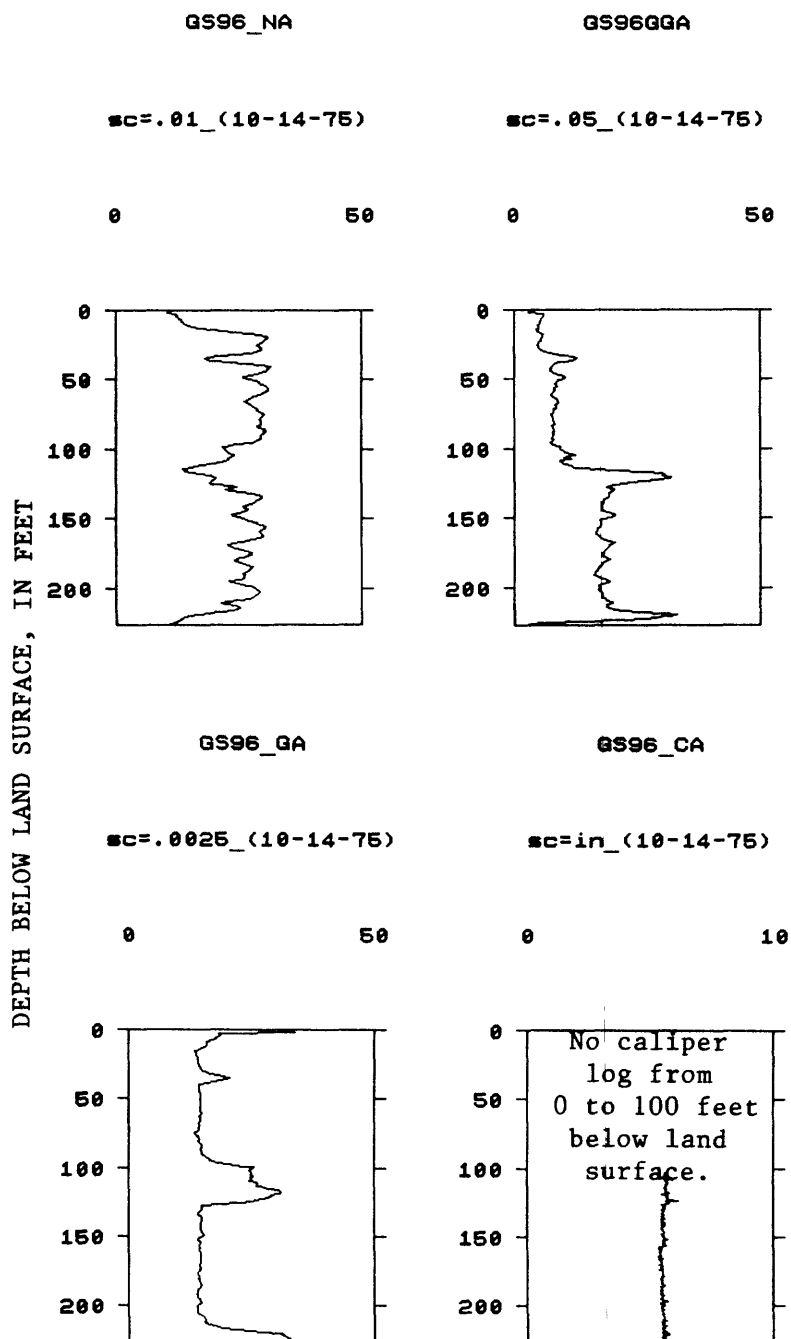 GS96_NA
sc=.01_(10-14-75)
0 50
0
50
100
150
200
GS96GGA
sc=.05_(10-14-75)
0 50
0
50
100
150
200
DEPTH BELOW LAND SURFACE, IN FEET
GS96_GA
sc=.0025_(10-14-75)
0 50
0
50
100
150
200
GS96_CA
sc=in_(10-14-75)
0 10
0
50
100
150
200
No caliper
log from
0 to 100 feet
below land
surface.